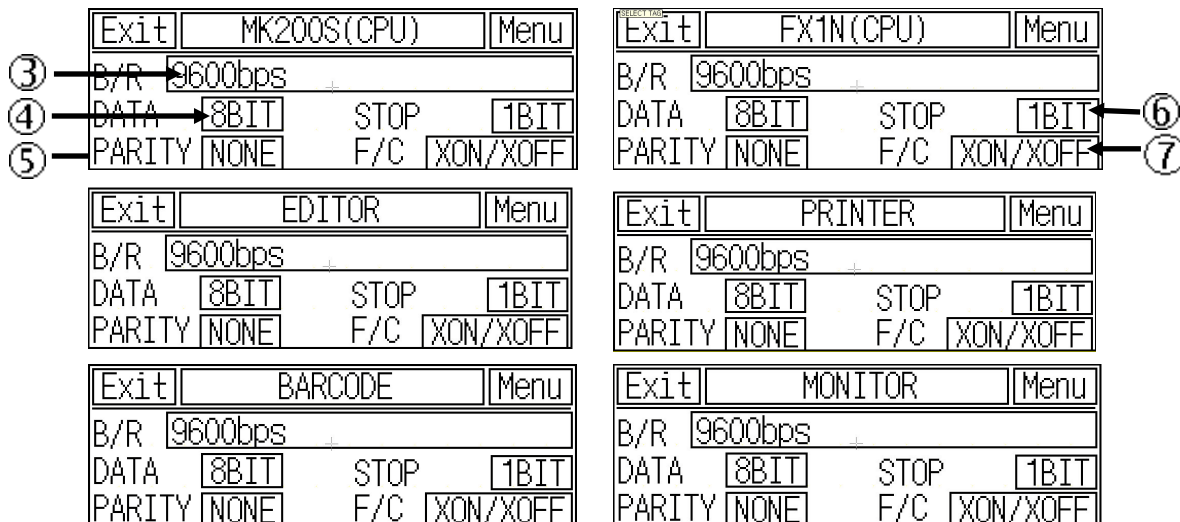 Exit MK200S(CPU) Menu
③ B/R 9600bps
④ DATA 8BIT STOP 1BIT
⑤ PARITY NONE F/C XON/XOFF
SELECT TAG
Exit FX1N(CPU) Menu
B/R 9600bps
DATA 8BIT STOP 1BIT ⑥
PARITY NONE F/C XON/XOFF ⑦
Exit EDITOR Menu
B/R 9600bps
DATA 8BIT STOP 1BIT
PARITY NONE F/C XON/XOFF
Exit PRINTER Menu
B/R 9600bps
DATA 8BIT STOP 1BIT
PARITY NONE F/C XON/XOFF
Exit BARCODE Menu
B/R 9600bps
DATA 8BIT STOP 1BIT
PARITY NONE F/C XON/XOFF
Exit MONITOR Menu
B/R 9600bps
DATA 8BIT STOP 1BIT
PARITY NONE F/C XON/XOFF